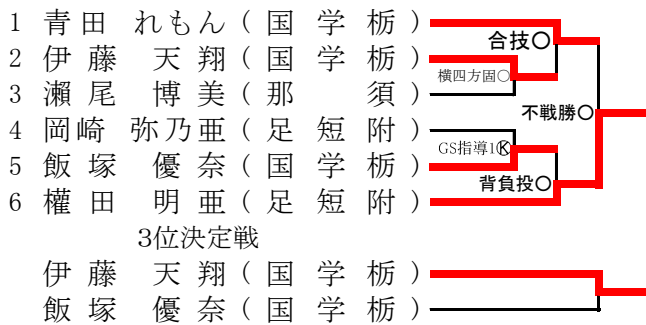 1 青田 れもん(国学栃)
合技○
2 伊藤 天翔(国学栃)
横四方固○
3 瀬尾 博美(那須)
不戦勝○
4 岡崎 弥乃亜(足短附)
GS指導1Ⓚ
5 飯塚 優奈(国学栃)
背負投○
6 權田 明亜(足短附)
3位決定戦
伊藤 天翔(国学栃)
飯塚 優奈(国学栃)